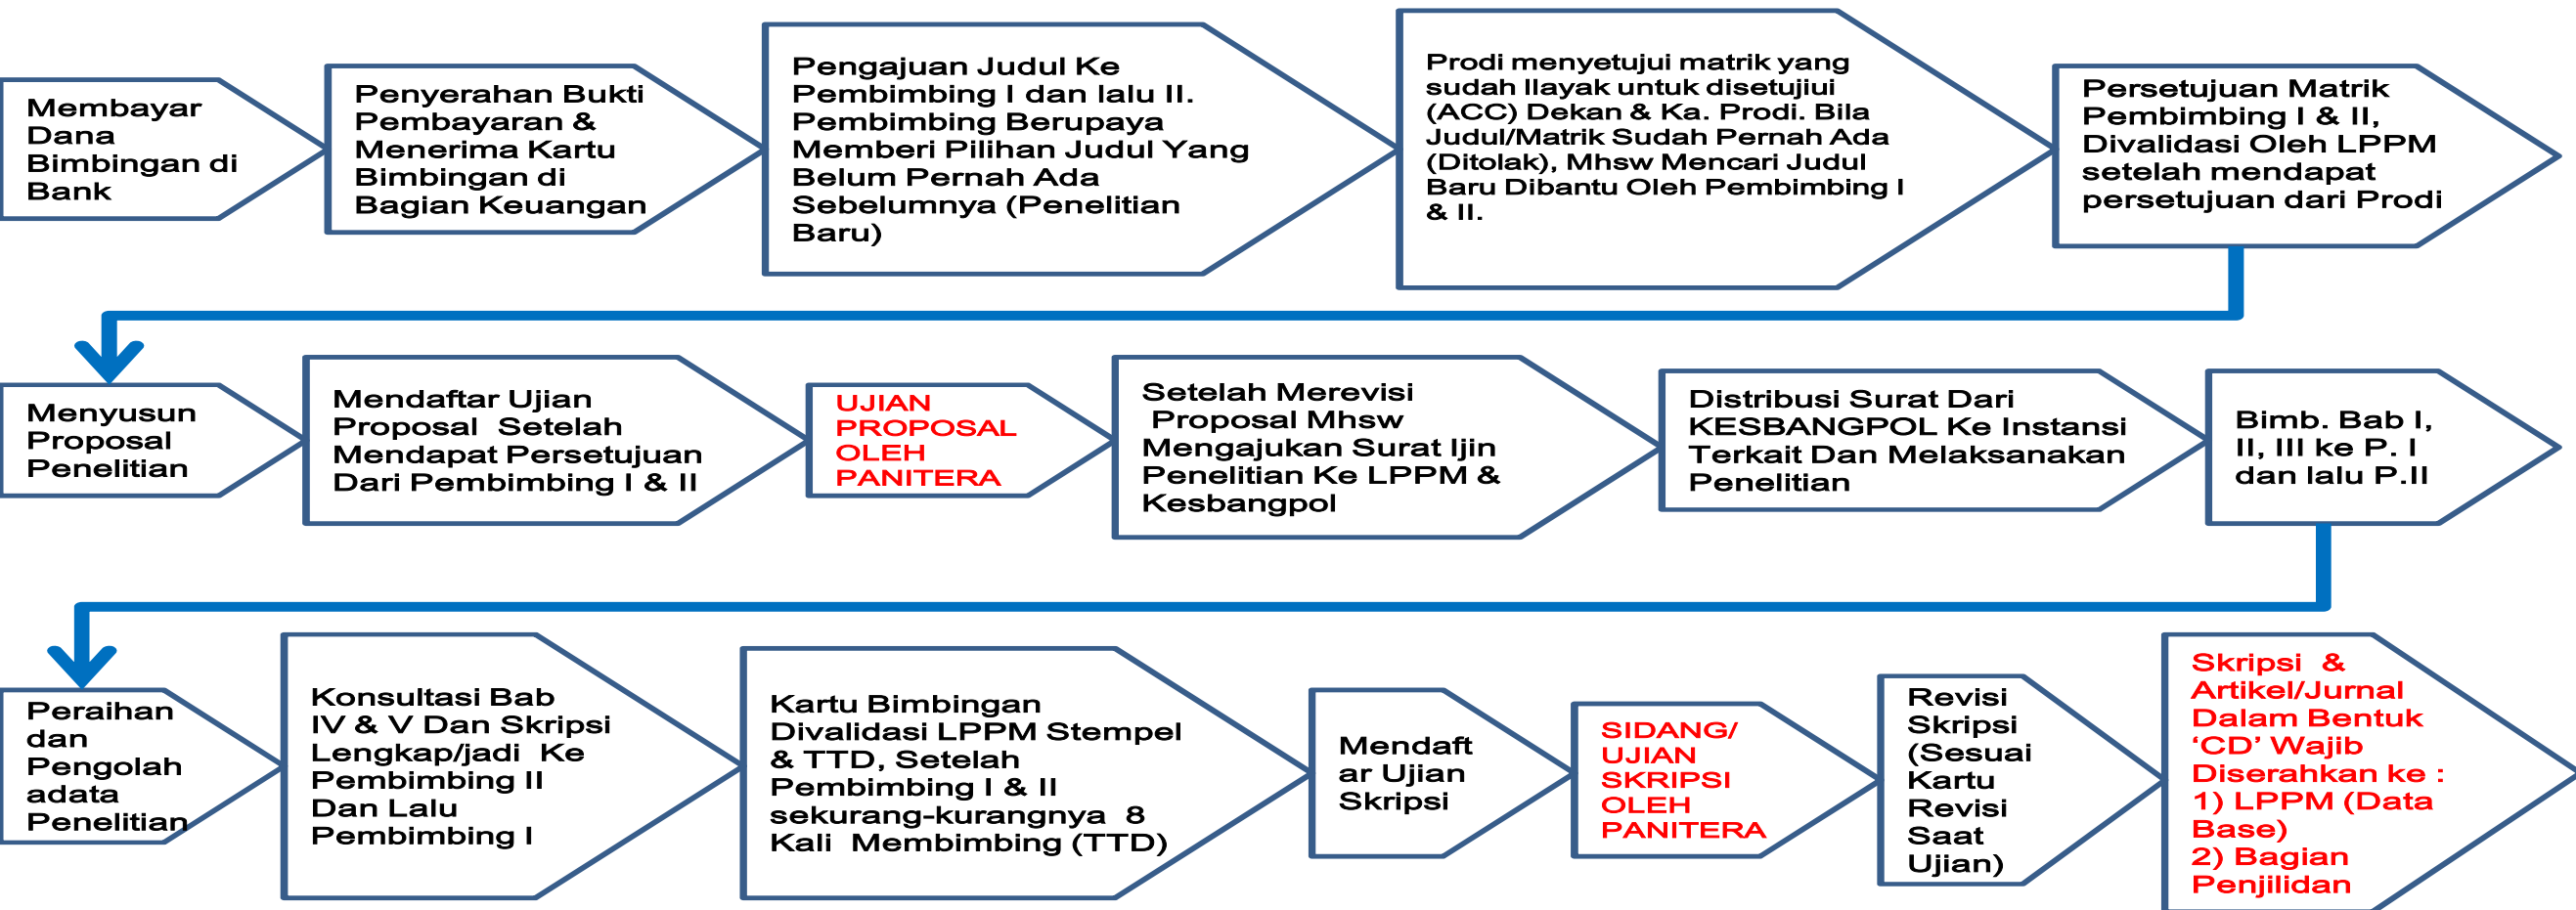 Membayar
Dana
Bimbingan di
Bank
Penyerahan Bukti
Pembayaran &
Menerima Kartu
Bimbingan di
Bagian Keuangan
Pengajuan Judul Ke
Pembimbing I dan lalu II.
Pembimbing Berupaya
Memberi Pilihan Judul Yang
Belum Pernah Ada
Sebelumnya (Penelitian
Baru)
Prodi menyetujui matrik yang
sudah llayak untuk disetujiui
(ACC) Dekan & Ka. Prodi. Bila
Judul/Matrik Sudah Pernah Ada
(Ditolak), Mhsw Mencari Judul
Baru Dibantu Oleh Pembimbing I
& II.
Persetujuan Matrik
Pembimbing I & II,
Divalidasi Oleh LPPM
setelah mendapat
persetujuan dari Prodi
Menyusun
Proposal
Penelitian
Mendaftar Ujian
Proposal Setelah
Mendapat Persetujuan
Dari Pembimbing I & II
UJIAN
PROPOSAL
OLEH
PANITERA
Setelah Merevisi
Proposal Mhsw
Mengajukan Surat Ijin
Penelitian Ke LPPM &
Kesbangpol
Distribusi Surat Dari
KESBANGPOL Ke Instansi
Terkait Dan Melaksanakan
Penelitian
Bimb. Bab I,
II, III ke P. I
dan lalu P.II
Peraihan
dan
Pengolah
adata
Penelitian
Konsultasi Bab
IV & V Dan Skripsi
Lengkap/jadi Ke
Pembimbing II
Dan Lalu
Pembimbing I
Kartu Bimbingan
Divalidasi LPPM Stempel
& TTD, Setelah
Pembimbing I & II
sekurang-kurangnya 8
Kali Membimbing (TTD)
Mendaft
ar Ujian
Skripsi
SIDANG/
UJIAN
SKRIPSI
OLEH
PANITERA
Revisi
Skripsi
(Sesuai
Kartu
Revisi
Saat
Ujian)
Skripsi &
Artikel/Jurnal
Dalam Bentuk
‘CD’ Wajib
Diserahkan ke :
1) LPPM (Data
Base)
2) Bagian
Penjilidan